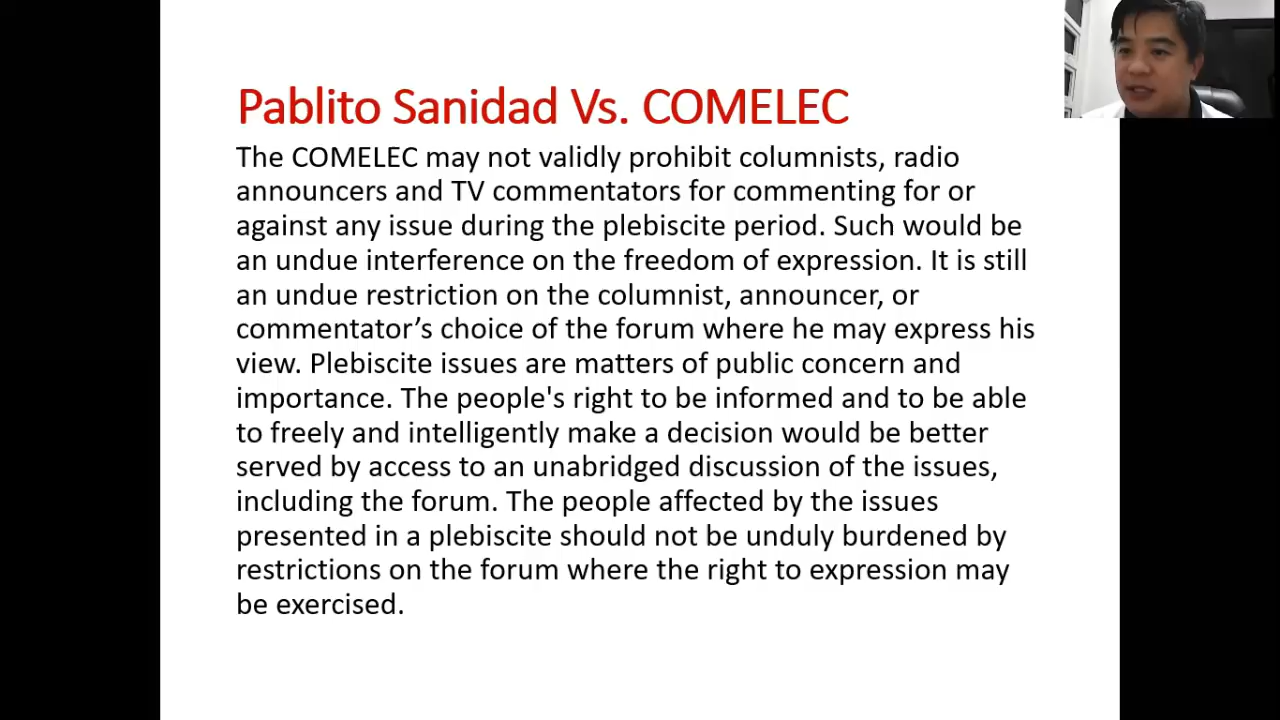 Pablito Sanidad Vs. COMELEC
The COMELEC may not validly prohibit columnists, radio
announcers and TV commentators for commenting for or
against any issue during the plebiscite period. Such would be
an undue interference on the freedom of expression. It is still
an undue restriction on the columnist, announcer, or
commentator’s choice of the forum where he may express his
view. Plebiscite issues are matters of public concern and
importance. The people's right to be informed and to be able
to freely and intelligently make a decision would be better
served by access to an unabridged discussion of the issues,
including the forum. The people affected by the issues
presented in a plebiscite should not be unduly burdened by
restrictions on the forum where the right to expression may
be exercised.